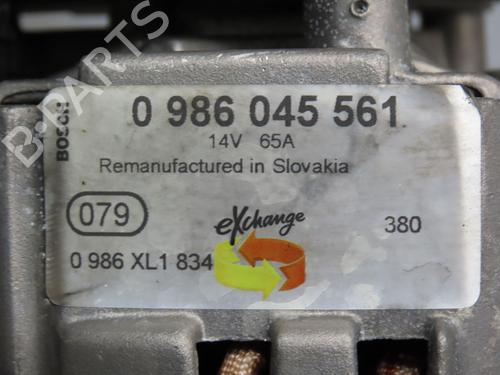 B-PARTS
BOSCH
0 986 045 561
14V 65A
Remanufactured in Slovakia
079
eXchange
380
0 986 XL1 834